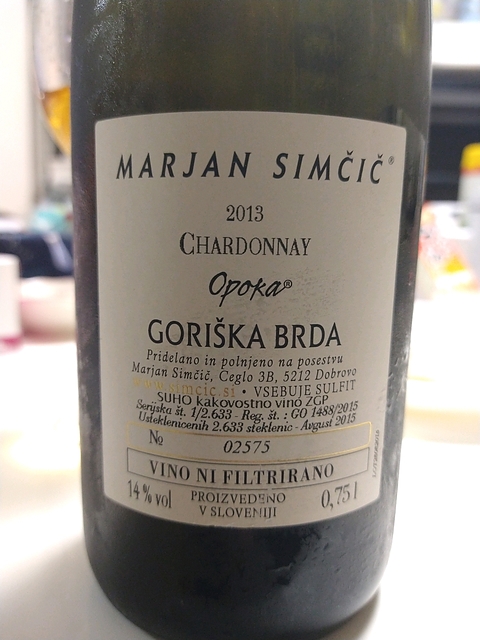 MARJAN SIMČIČ®
2013
CHARDONNAY
Opoka®
GORIŠKA BRDA
Pridelano in polnjeno na posestvu
Marjan Simčič, Ceglo 3B, 5212 Dobrovo
www.simcic.si • VSEBUJE SULFIT
SUHO kakovostno vino ZGP
Serijska št. 1/2.633 - Reg. št.: GO 1488/2015
Ustekleničenih 2.633 steklenic - Avgust 2015
№ 02575
VINO NI FILTRIRANO
14 % vol PROIZVEDENO V SLOVENIJI 0,75 l